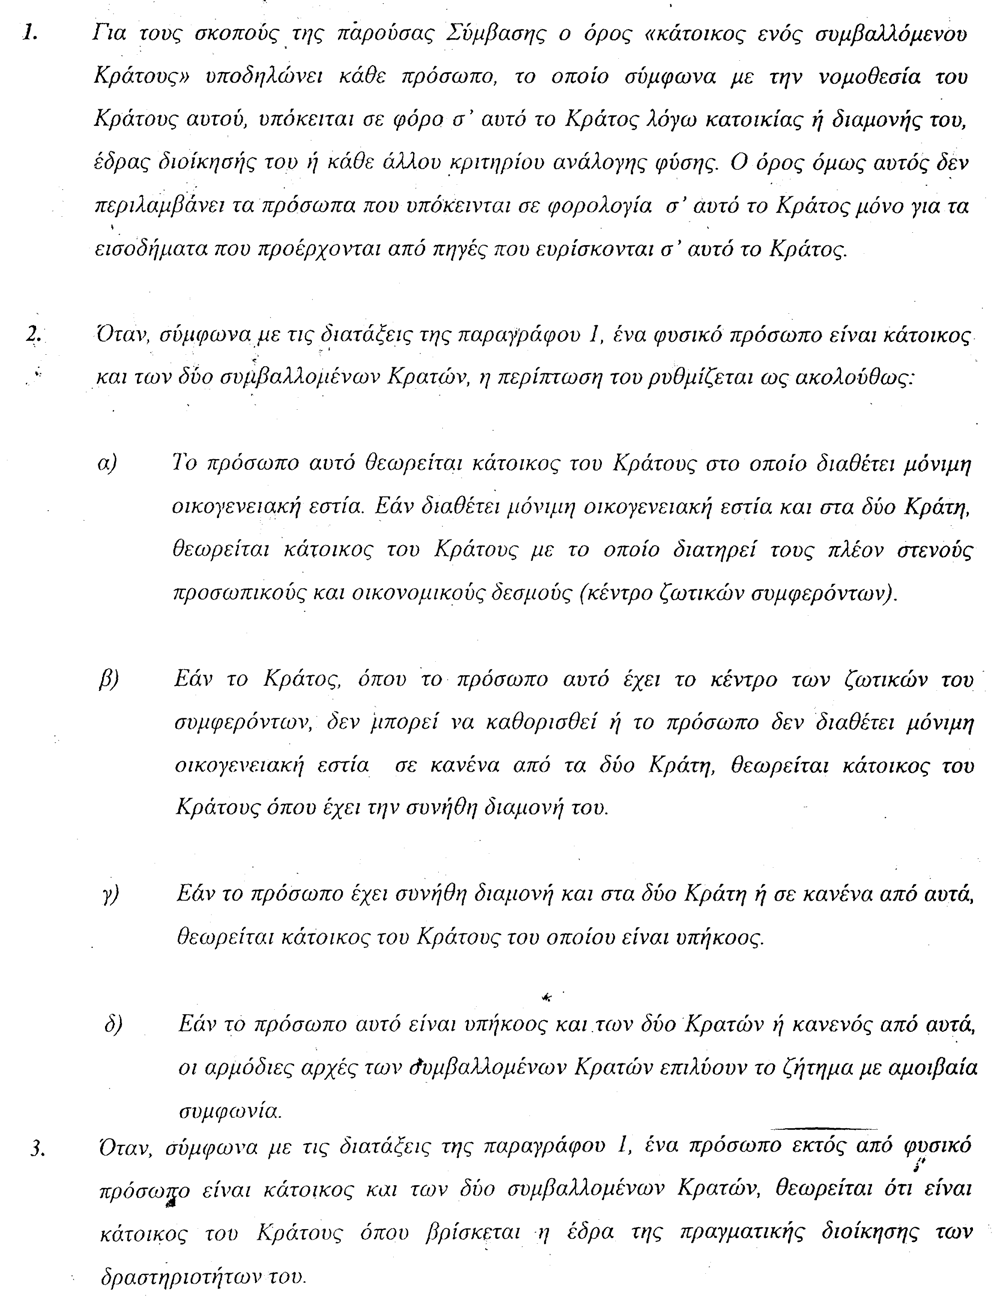 1. Για τους σκοπούς της παρούσας Σύμβασης ο όρος «κάτοικος ενός συμβαλλόμενου
Κράτους» υποδηλώνει κάθε πρόσωπο, το οποίο σύμφωνα με την νομοθεσία του
Κράτους αυτού, υπόκειται σε φόρο σ’ αυτό το Κράτος λόγω κατοικίας ή διαμονής του,
έδρας διοίκησής του ή κάθε άλλου κριτηρίου ανάλογης φύσης. Ο όρος όμως αυτός δεν
περιλαμβάνει τα πρόσωπα που υπόκεινται σε φορολογία σ’ αυτό το Κράτος μόνο για τα
εισοδήματα που προέρχονται από πηγές που ευρίσκονται σ’ αυτό το Κράτος.
2. Όταν, σύμφωνα με τις διατάξεις της παραγράφου 1, ένα φυσικό πρόσωπο είναι κάτοικος
και των δύο συμβαλλομένων Κρατών, η περίπτωση του ρυθμίζεται ως ακολούθως:
α) Το πρόσωπο αυτό θεωρείται κάτοικος του Κράτους στο οποίο διαθέτει μόνιμη
οικογενειακή εστία. Εάν διαθέτει μόνιμη οικογενειακή εστία και στα δύο Κράτη,
θεωρείται κάτοικος του Κράτους με το οποίο διατηρεί τους πλέον στενούς
προσωπικούς και οικονομικούς δεσμούς (κέντρο ζωτικών συμφερόντων).
β) Εάν το Κράτος, όπου το πρόσωπο αυτό έχει το κέντρο των ζωτικών του
συμφερόντων, δεν μπορεί να καθορισθεί ή το πρόσωπο δεν διαθέτει μόνιμη
οικογενειακή εστία σε κανένα από τα δύο Κράτη, θεωρείται κάτοικος του
Κράτους όπου έχει την συνήθη διαμονή του.
γ) Εάν το πρόσωπο έχει συνήθη διαμονή και στα δύο Κράτη ή σε κανένα από αυτά,
θεωρείται κάτοικος του Κράτους του οποίου είναι υπήκοος.
δ) Εάν το πρόσωπο αυτό είναι υπήκοος και των δύο Κρατών ή κανενός από αυτά,
οι αρμόδιες αρχές των συμβαλλομένων Κρατών επιλύουν το ζήτημα με αμοιβαία
συμφωνία.
3. Όταν, σύμφωνα με τις διατάξεις της παραγράφου 1, ένα πρόσωπο εκτός από φυσικό
πρόσωπο είναι κάτοικος και των δύο συμβαλλομένων Κρατών, θεωρείται ότι είναι
κάτοικος του Κράτους όπου βρίσκεται η έδρα της πραγματικής διοίκησης των
δραστηριοτήτων του.